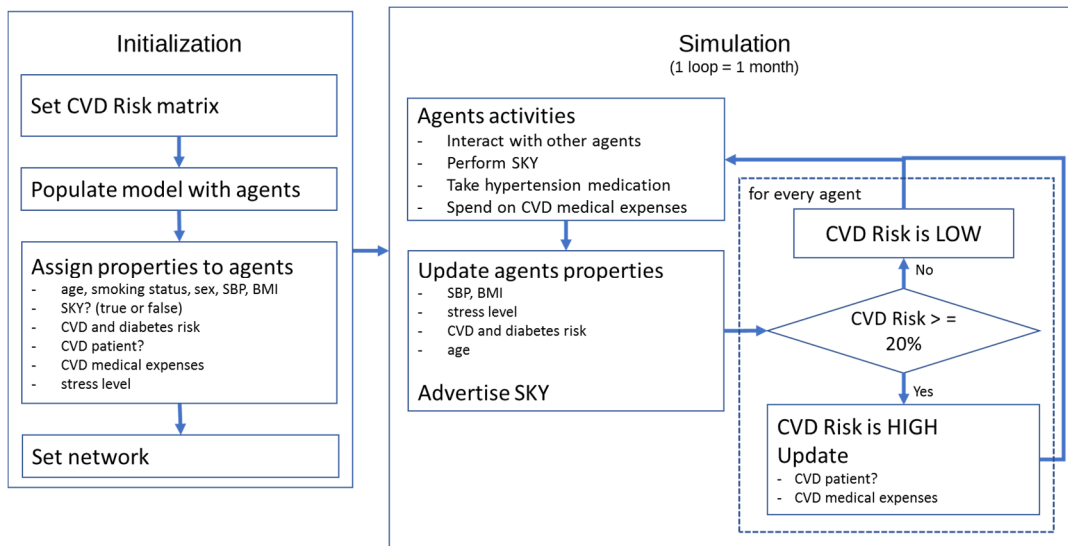 Initialization
Set CVD Risk matrix
Populate model with agents
Assign properties to agents
- age, smoking status, sex, SBP, BMI
- SKY? (true or false)
- CVD and diabetes risk
- CVD patient?
- CVD medical expenses
- stress level
Set network
Simulation
(1 loop = 1 month)
Agents activities
- Interact with other agents
- Perform SKY
- Take hypertension medication
- Spend on CVD medical expenses
Update agents properties
- SBP, BMI
- stress level
- CVD and diabetes risk
- age
Advertise SKY
for every agent
CVD Risk is LOW
No
CVD Risk > =
20%
Yes
CVD Risk is HIGH
Update
- CVD patient?
- CVD medical expenses